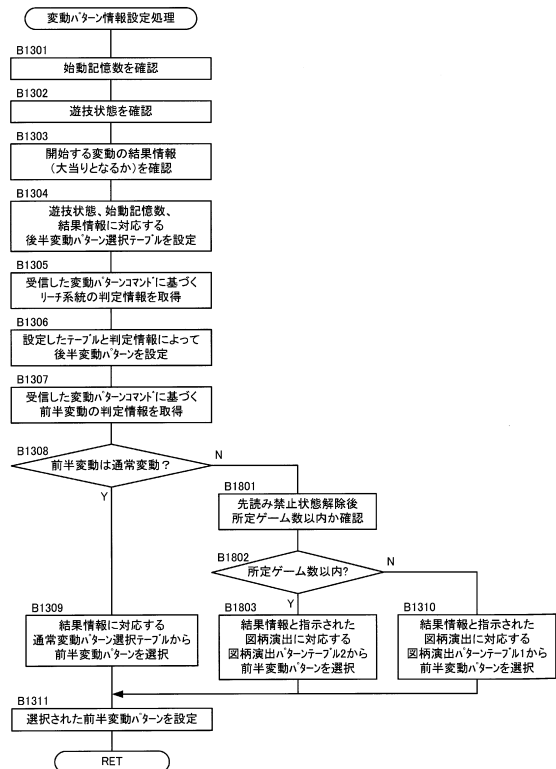 変動パターン情報設定処理
B1301
始動記憶数を確認
B1302
遊技状態を確認
B1303
開始する変動の結果情報
(大当りとなるか)を確認
B1304
遊技状態、始動記憶数、
結果情報に対応する
後半変動パターン選択テーブルを設定
B1305
受信した変動パターンコマンドに基づく
リーチ系統の判定情報を取得
B1306
設定したテーブルと判定情報によって
後半変動パターンを設定
B1307
受信した変動パターンコマンドに基づく
前半変動の判定情報を取得
B1308
前半変動は通常変動?
N
Y
B1801
先読み禁止状態解除後
所定ゲーム数以内か確認
B1802
所定ゲーム数以内?
N
Y
B1309
結果情報に対応する
通常変動パターン選択テーブルから
前半変動パターンを選択
B1803
結果情報と指示された
図柄演出に対応する
図柄演出パターンテーブル2から
前半変動パターンを選択
B1310
結果情報と指示された
図柄演出に対応する
図柄演出パターンテーブル1から
前半変動パターンを選択
B1311
選択された前半変動パターンを設定
RET